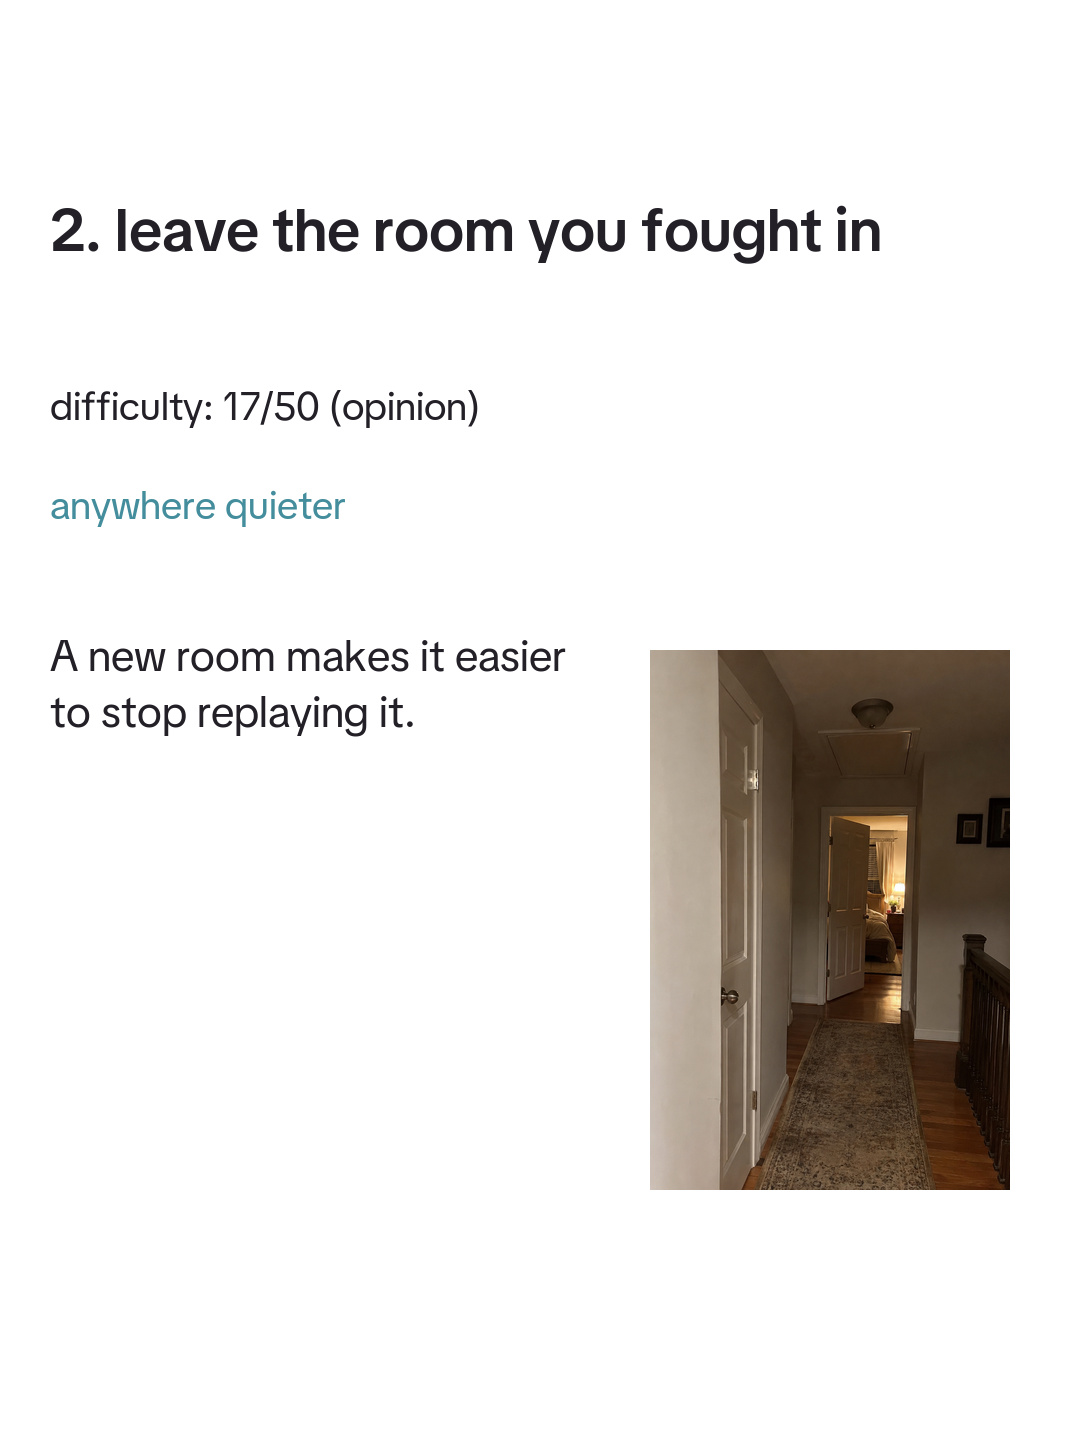 2. leave the room you fought in
difficulty: 17/50 (opinion)
anywhere quieter
A new room makes it easier
to stop replaying it.